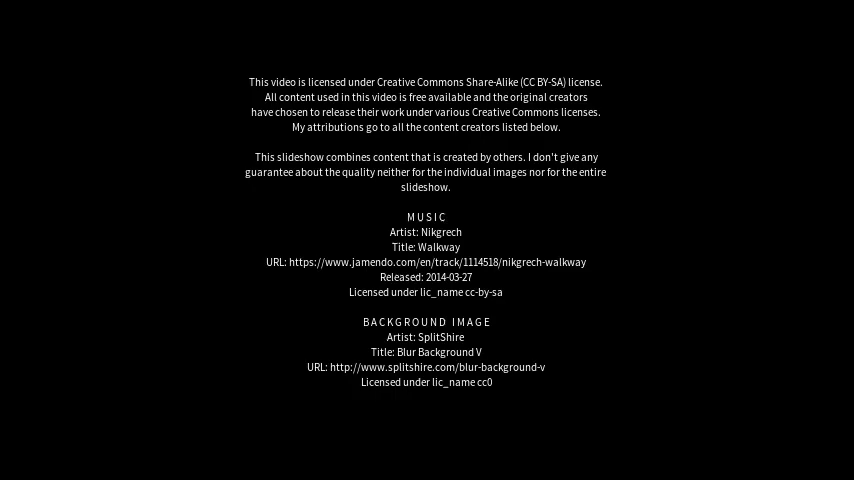 This video is licensed under Creative Commons Share-Alike (CC BY-SA) license.
All content used in this video is free available and the original creators
have chosen to release their work under various Creative Commons licenses.
My attributions go to all the content creators listed below.
This slideshow combines content that is created by others. I don't give any
guarantee about the quality neither for the individual images nor for the entire
slideshow.
M U S I C
Artist: Nikgrech
Title: Walkway
URL: https://www.jamendo.com/en/track/1114518/nikgrech-walkway
Released: 2014-03-27
Licensed under lic_name cc-by-sa
B A C K G R O U N D   I M A G E
Artist: SplitShire
Title: Blur Background V
URL: http://www.splitshire.com/blur-background-v
Licensed under lic_name cc0